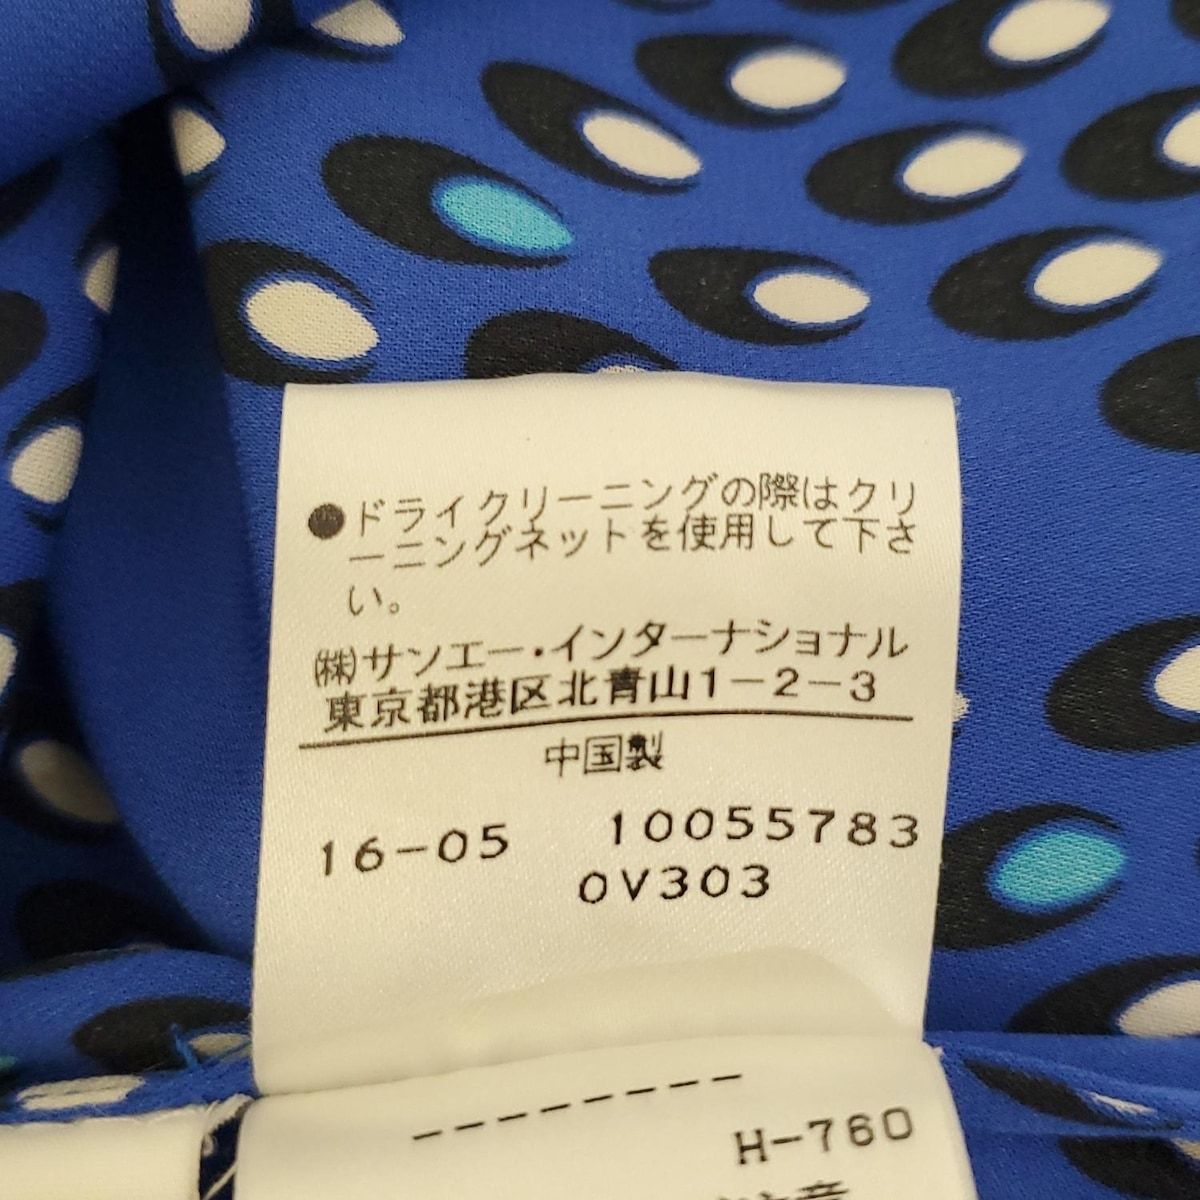 ●ドライクリーニングの際はクリ
ーニングネットを使用して下さ
い。
㈱サンエー・インターナショナル
東京都港区北青山1-2-3
中国製
16-05 10055783
0V303
-------
H-760